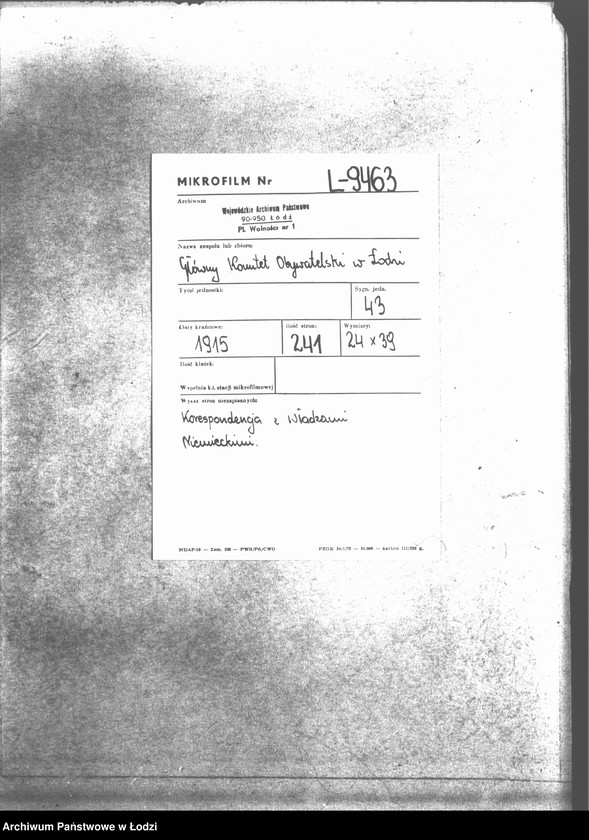 MIKROFILM Nr L-9463
Archiwum
Wojewódzkie Archiwum Państwowe
90-950 Łódź
Pl. Wolności nr 1
Nazwa zespołu lub zbioru:
Główny Komitet Obywatelski w Łodzi
Tytuł jednostki: Sygn. jedn.
43
Daty krańcowe: Ilość stron: Wymiary:
1915 241 24 x 39
Ilość klatek:
Wypełnia kt. stacji mikrofilmowej
Wykaz stron niezapisanych:
Korespondencja z Władzami
Niemieckimi.
Archiwum Państwowe w Łodzi